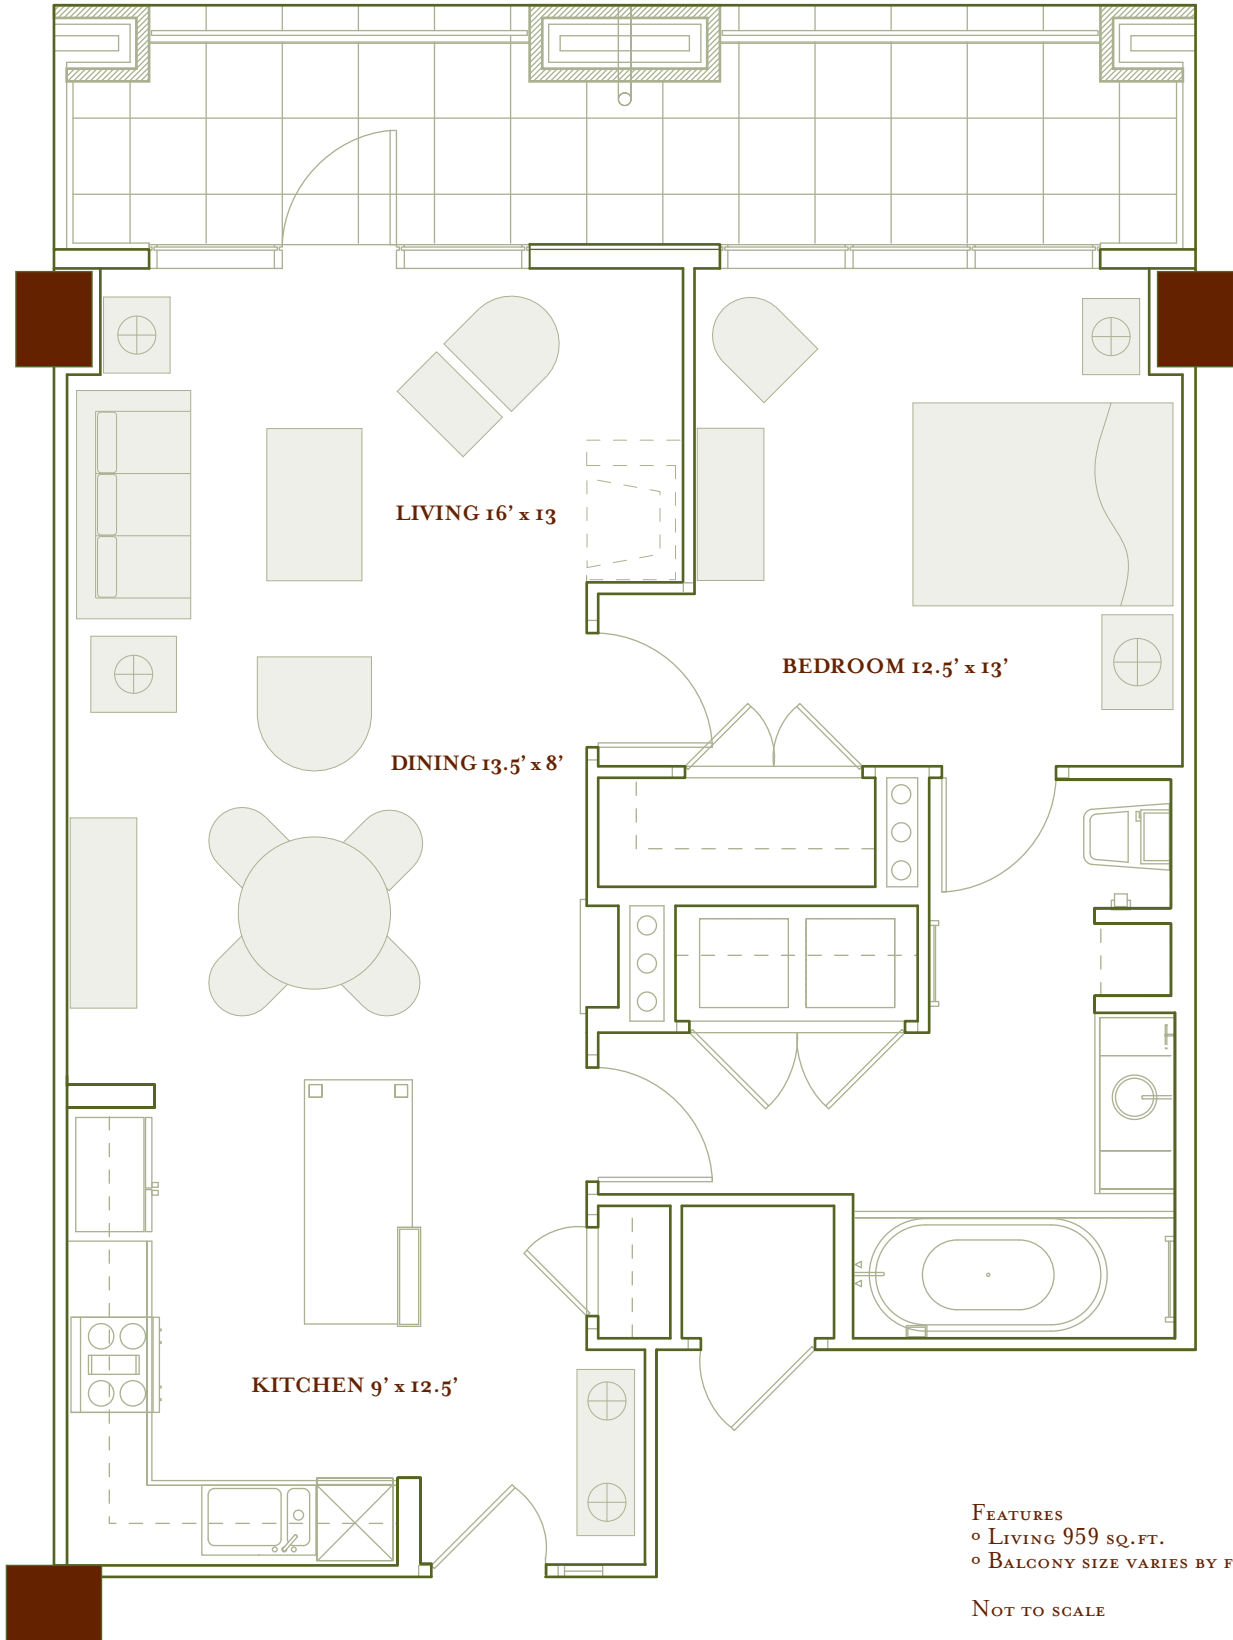 LIVING 16’ x 13
BEDROOM 12.5’ x 13’
DINING 13.5’ x 8’
KITCHEN 9’ x 12.5’
Features
o Living 959 sq.ft.
o Balcony size varies by f
Not to scale